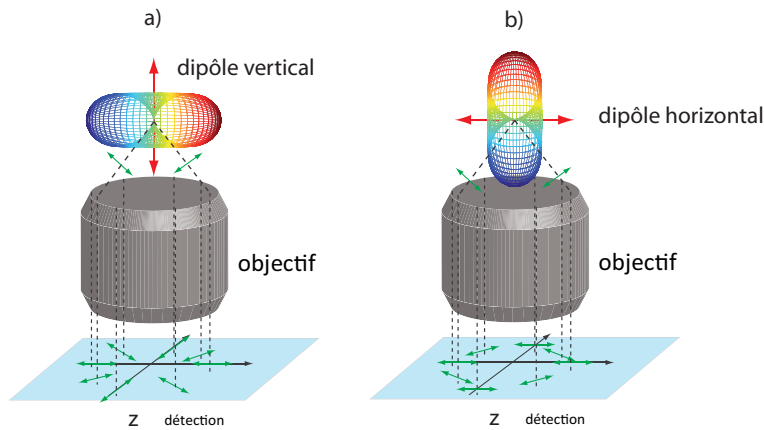 a)
dipôle vertical
objectif
z détection
b)
dipôle horizontal
objectif
z détection